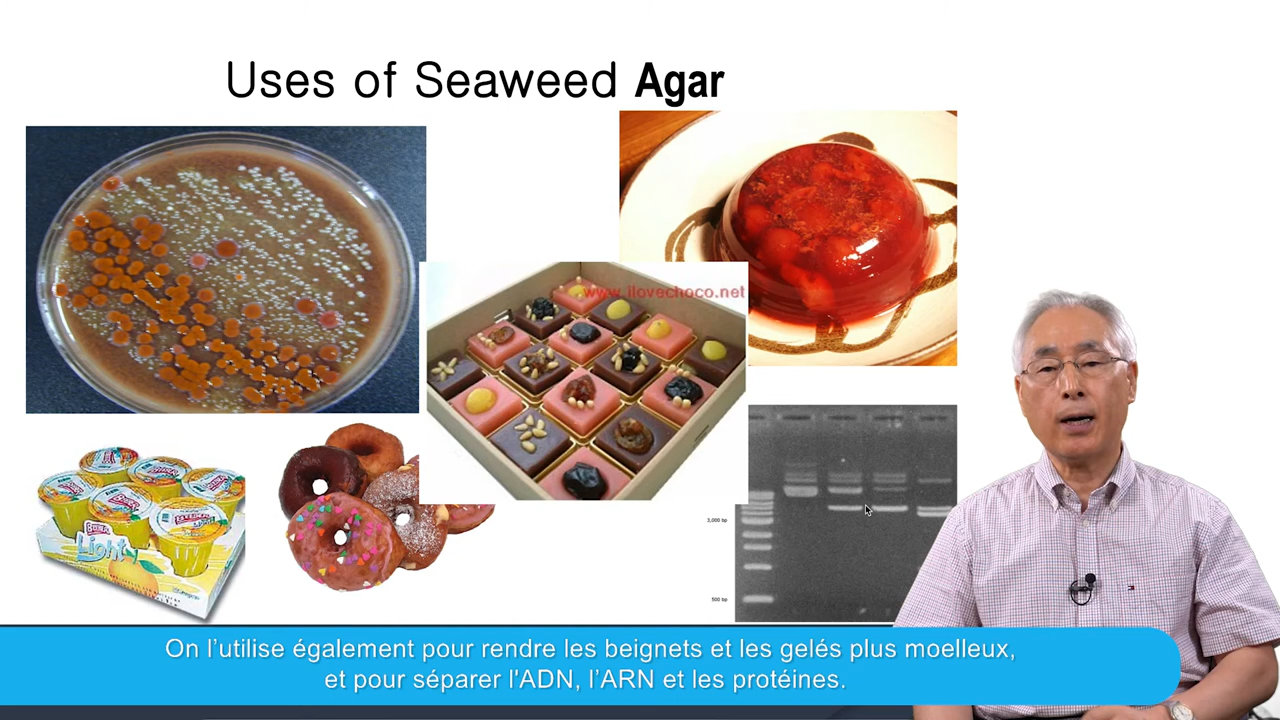 Uses of Seaweed Agar
www.ilovechoco.net
Light
3,000 bp
500 bp
On l’utilise également pour rendre les beignets et les gelés plus moelleux,
et pour séparer l'ADN, l’ARN et les protéines.